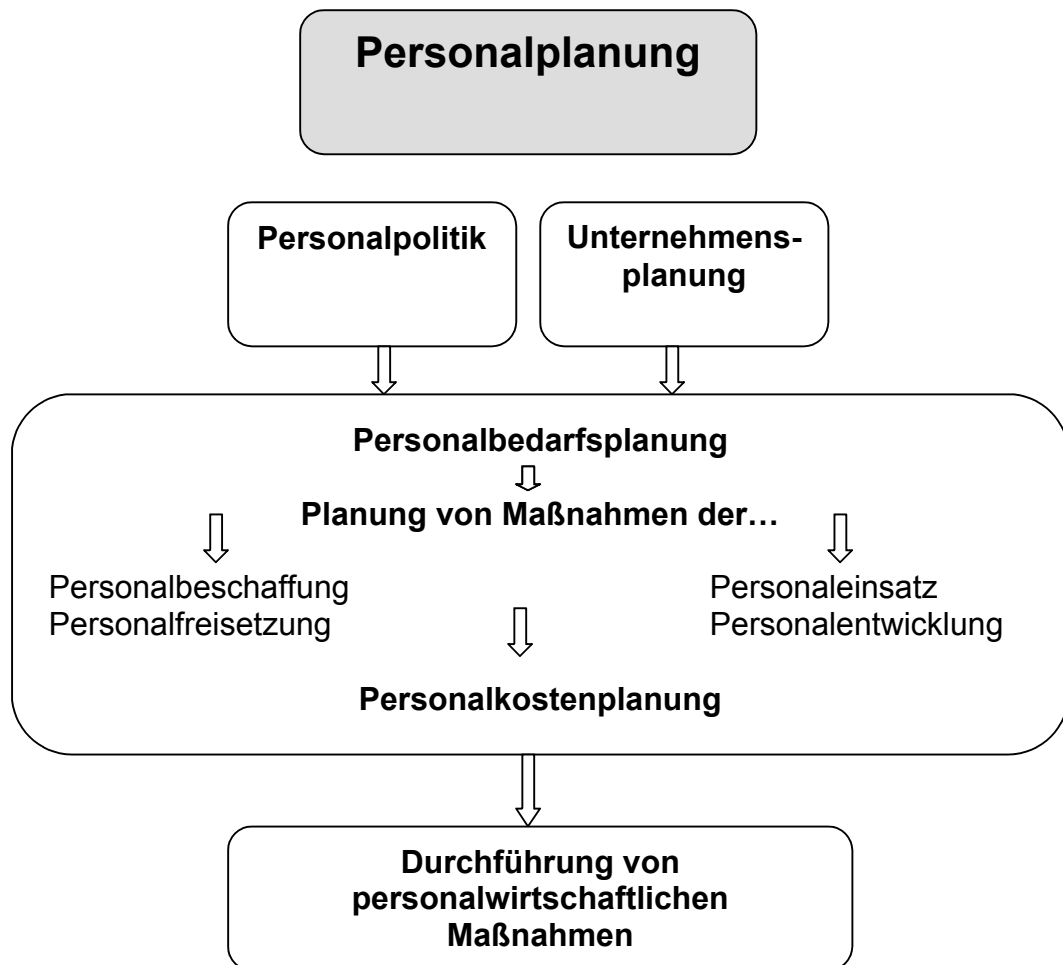 Personalplanung
Personalpolitik
Unternehmens-
planung
Personalbedarfsplanung
Planung von Maßnahmen der…
Personalbeschaffung
Personalfreisetzung
Personaleinsatz
Personalentwicklung
Personalkostenplanung
Durchführung von
personalwirtschaftlichen
Maßnahmen